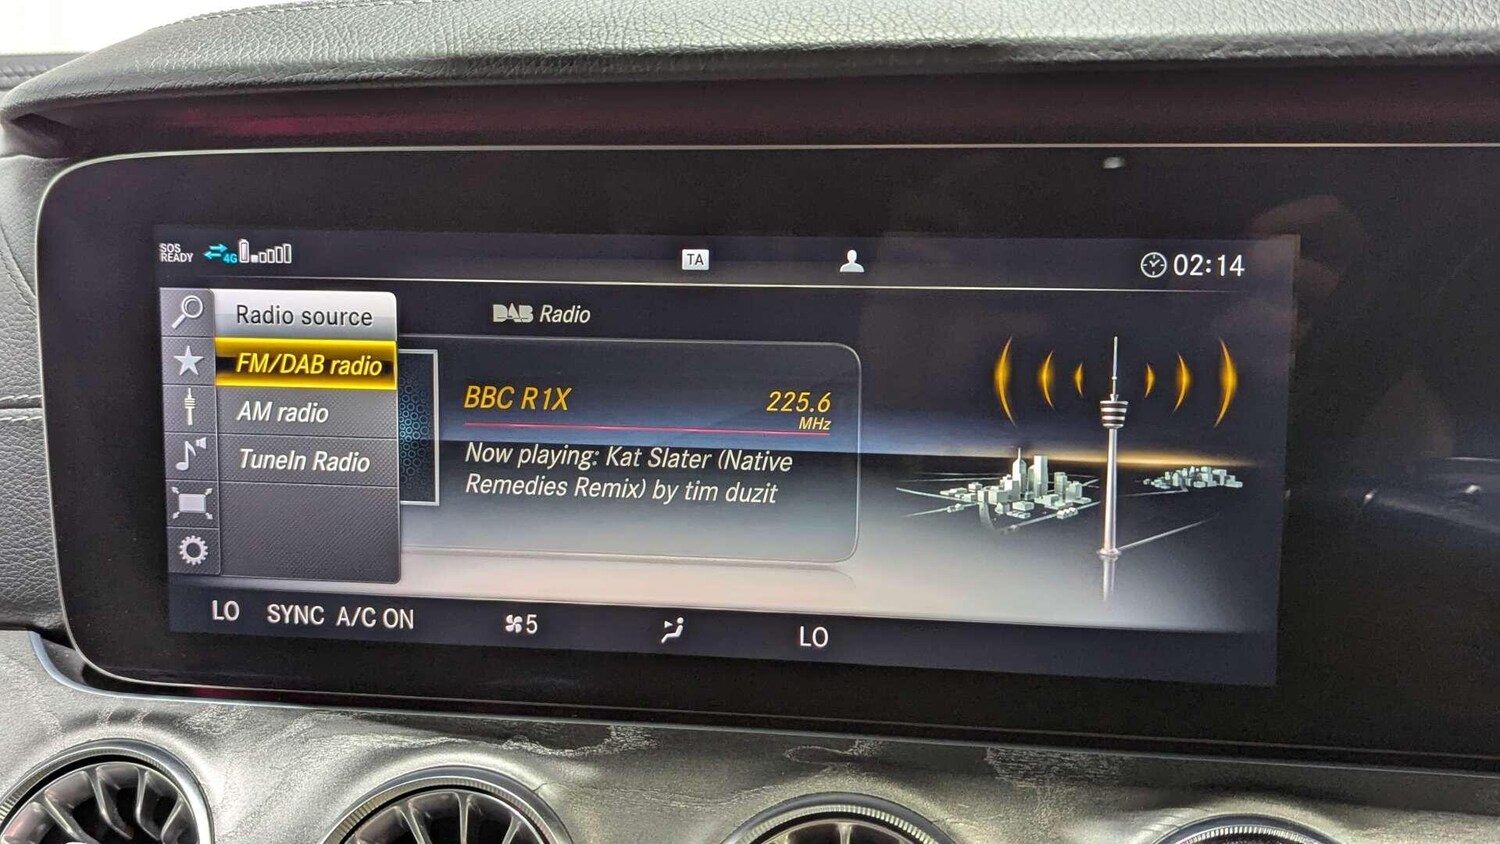 SOS
READY
4G
TA
02:14
Radio source
FM/DAB radio
AM radio
TuneIn Radio
DAB Radio
BBC R1X
225.6
MHz
Now playing: Kat Slater (Native
Remedies Remix) by tim duzit
LO SYNC A/C ON 5 LO